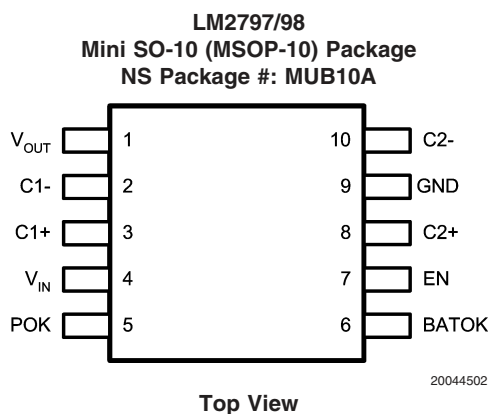 LM2797/98
Mini SO-10 (MSOP-10) Package
NS Package #: MUB10A
VOUT 1 10 C2-
C1- 2 9 GND
C1+ 3 8 C2+
VIN 4 7 EN
POK 5 6 BATOK
20044502
Top View